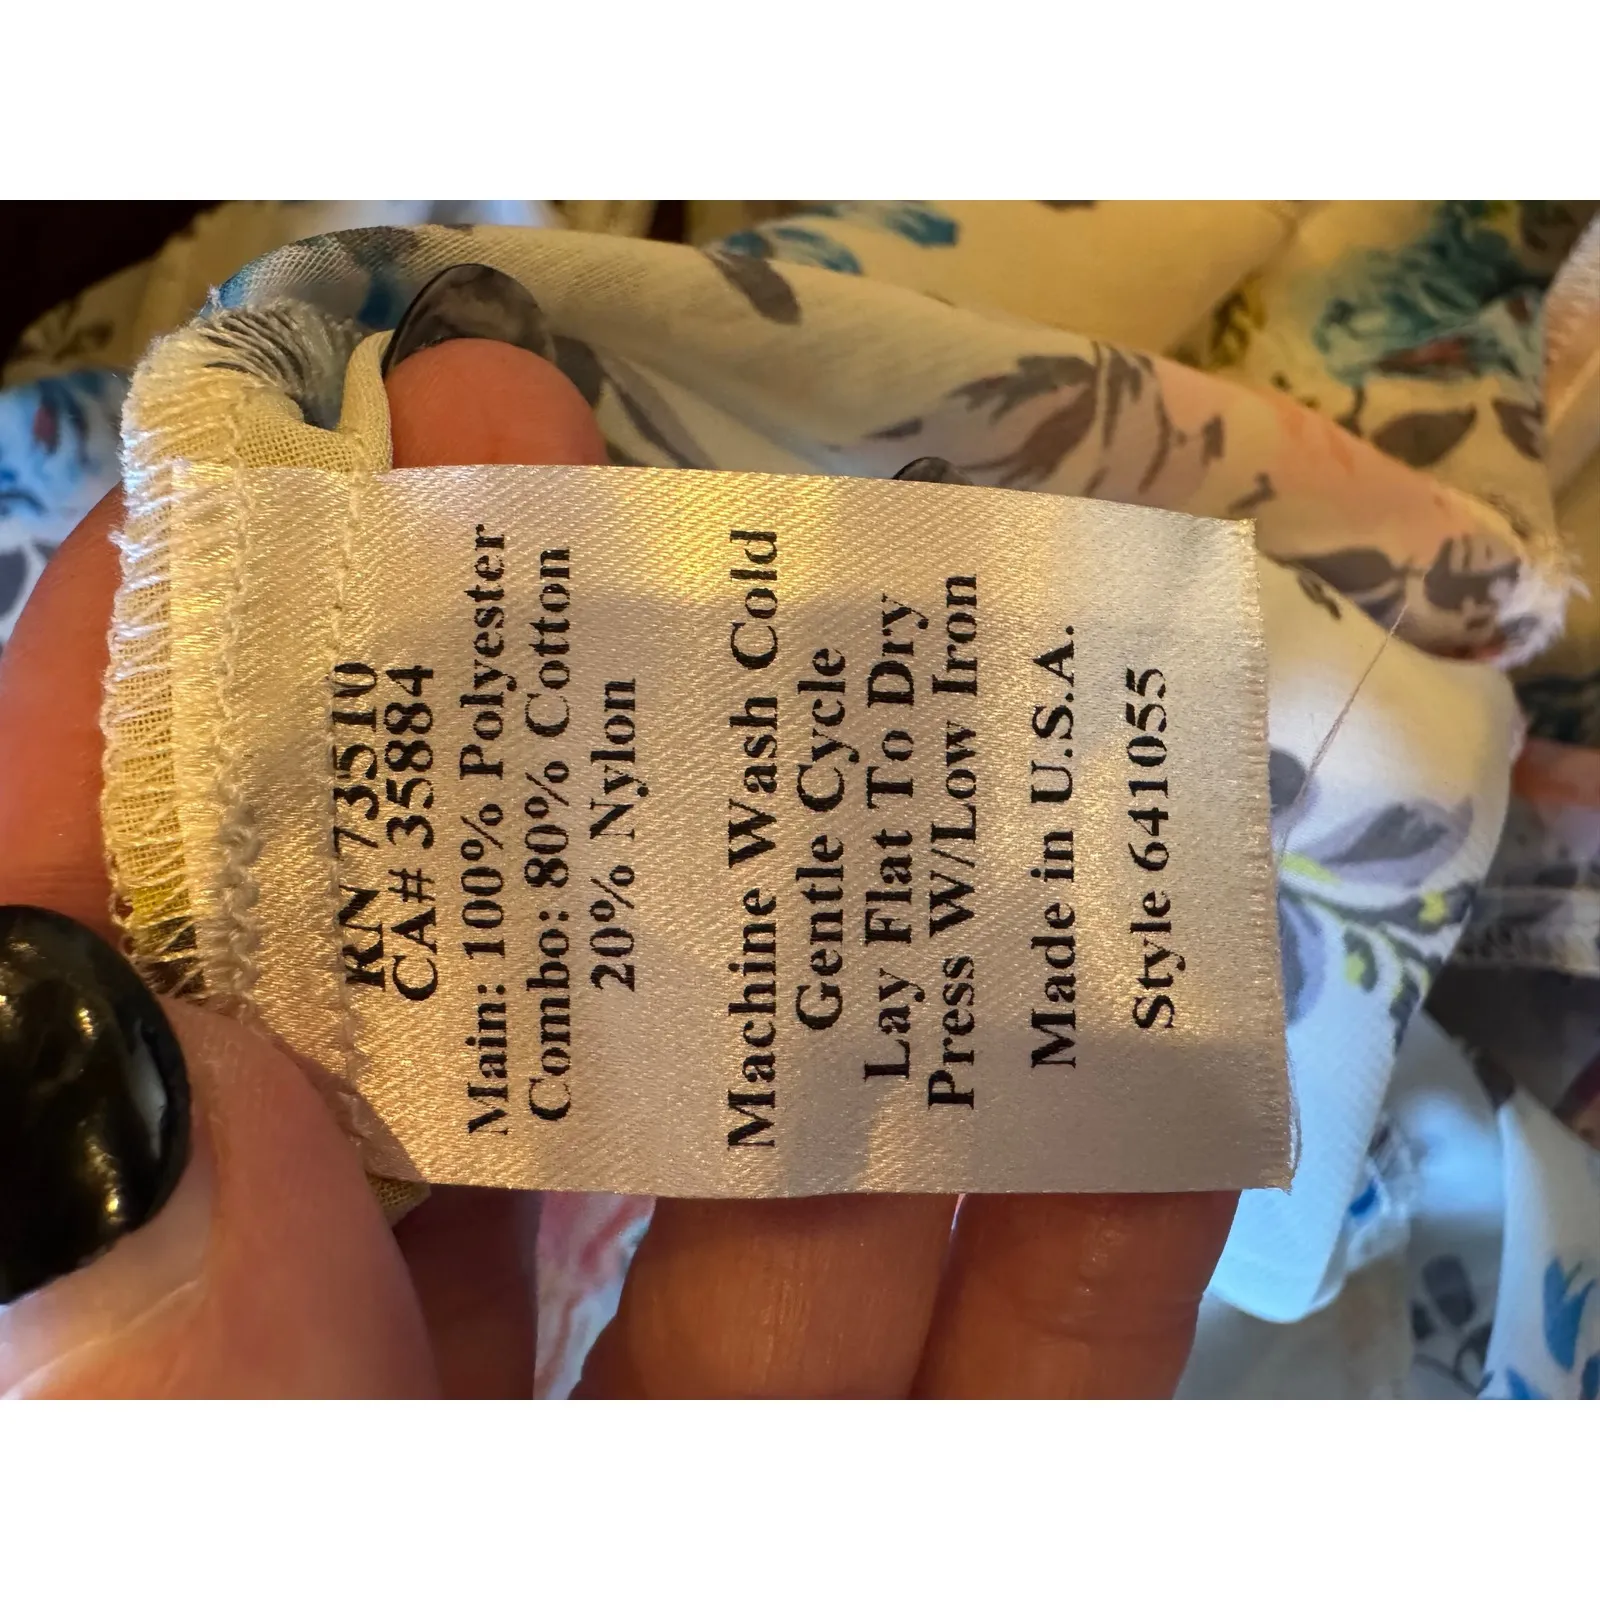 RN 73510
CA# 35884
Main: 100% Polyester
Combo: 80% Cotton
20% Nylon
Machine Wash Cold
Gentle Cycle
Lay Flat To Dry
Press W/Low Iron
Made in U.S.A.
Style 641055